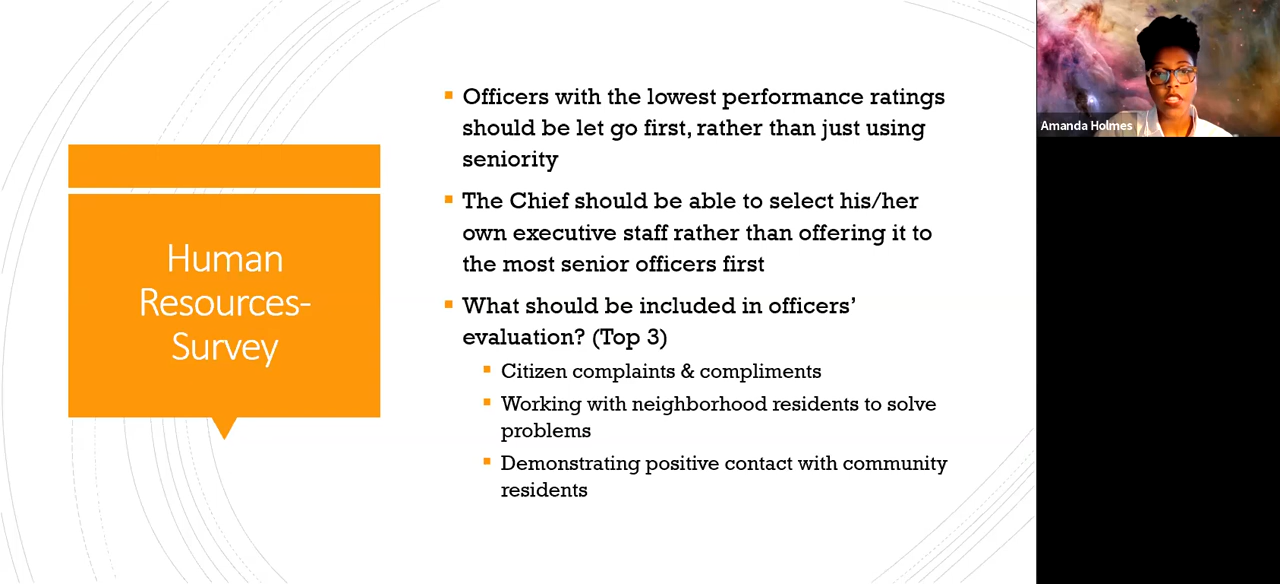 Human
Resources-
Survey
Officers with the lowest performance ratings
should be let go first, rather than just using
seniority
The Chief should be able to select his/her
own executive staff rather than offering it to
the most senior officers first
What should be included in officers’
evaluation? (Top 3)
Citizen complaints & compliments
Working with neighborhood residents to solve
problems
Demonstrating positive contact with community
residents
Amanda Holmes